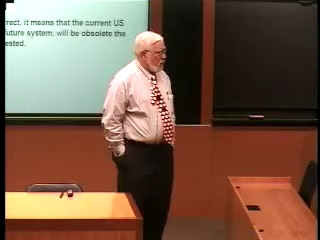 rrect, it means that the current US
future system, will be obsolete the
ested.